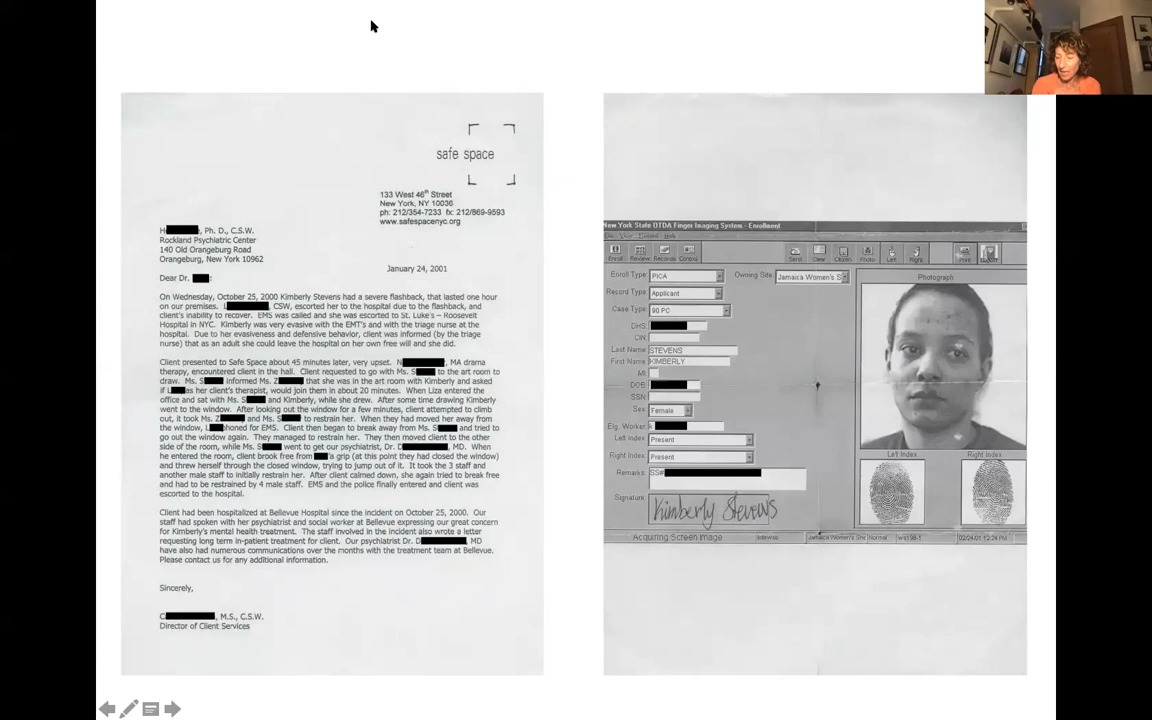 safe space
133 West 46th Street
New York, NY 10036
ph: 212/354-7233 fx: 212/869-9593
www.safespacenyc.org
H, Ph. D., C.S.W.
Rockland Psychiatric Center
140 Old Orangeburg Road
Orangeburg, New York 10962
January 24, 2001
Dear Dr. :
On Wednesday, October 25, 2000 Kimberly Stevens had a severe flashback, that lasted one hour
on our premises. L, CSW, escorted her to the hospital due to the flashback, and
client's inability to recover. EMS was called and she was escorted to St. Luke's – Roosevelt
Hospital in NYC. Kimberly was very evasive with the EMT's and with the triage nurse at the
hospital. Due to her evasiveness and defensive behavior, client was informed (by the triage
nurse) that as an adult she could leave the hospital on her own free will and she did.
Client presented to Safe Space about 45 minutes later, very upset. N, MA drama
therapy, encountered client in the hall. Client requested to go with Ms. S to the art room to
draw. Ms. S informed Ms. Z that she was in the art room with Kimberly and asked
if L as her client's therapist, would join them in about 20 minutes. When Liza entered the
office and sat with Ms. S and Kimberly, while she drew. After some time drawing Kimberly
went to the window. After looking out the window for a few minutes, client attempted to climb
out, it took Ms. Z and Ms. S to restrain her. When they had moved her away from
the window, L phoned for EMS. Client then began to break away from Ms. S and tried to
go out the window again. They managed to restrain her. They then moved client to the other
side of the room, while Ms. S went to get our psychiatrist, Dr. D, MD. When
he entered the room, client brook free from 's grip (at this point they had closed the window)
and threw herself through the closed window, trying to jump out of it. It took the 3 staff and
another male staff to initially restrain her. After client calmed down, she again tried to break free
and had to be restrained by 4 male staff. EMS and the police finally entered and client was
escorted to the hospital.
Client had been hospitalized at Bellevue Hospital since the incident on October 25, 2000. Our
staff had spoken with her psychiatrist and social worker at Bellevue expressing our great concern
for Kimberly's mental health treatment. The staff involved in the incident also wrote a letter
requesting long term in-patient treatment for client. Our psychiatrist Dr. D, MD
have also had numerous communications over the months with the treatment team at Bellevue.
Please contact us for any additional information.
Sincerely,
C, M.S., C.S.W.
Director of Client Services
New York State OTDA Finger Imaging System - Enrollment
Enroll Review Records Control Send Clear Citizen Photo Left Right Print
Enroll Type: PICA Owning Site: Jamaica Women's S
Record Type: Applicant
Case Type: 90 PC
DHS:
CIN:
Last Name STEVENS
First Name KIMBERLY
MI
DOB
SSN:
Sex: Female
Elg. Worker
Left Index: Present
Right Index: Present
Remarks: SS#
Signature: Kimberly Stevens
Photograph
Left Index Right Index
Acquiring Screen Image Jamaica Women's She Normal 02/24/01 12:24 PM